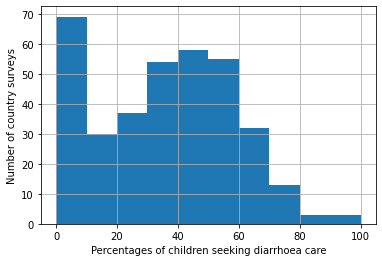 70
60
50
40
30
20
10
0
Number of country surveys
0 20 40 60 80 100
Percentages of children seeking diarrhoea care